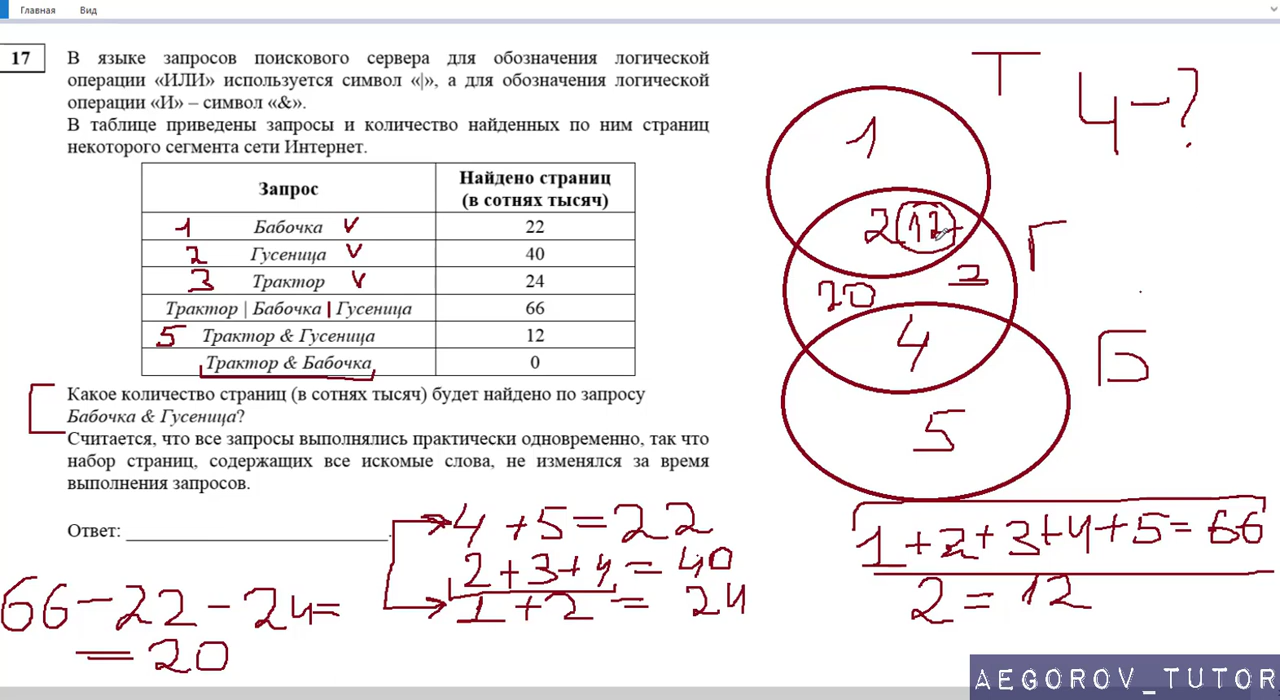 Главная Вид
17
В языке запросов поискового сервера для обозначения логической
операции «ИЛИ» используется символ «|», а для обозначения логической
операции «И» – символ «&».
В таблице приведены запросы и количество найденных по ним страниц
некоторого сегмента сети Интернет.
Запрос Найдено страниц
(в сотнях тысяч)
1 Бабочка V 22
2 Гусеница V 40
3 Трактор V 24
Трактор | Бабочка | Гусеница 66
5 Трактор & Гусеница 12
Трактор & Бабочка 0
Какое количество страниц (в сотнях тысяч) будет найдено по запросу
Бабочка & Гусеница?
Считается, что все запросы выполнялись практически одновременно, так что
набор страниц, содержащих все искомые слова, не изменялся за время
выполнения запросов.
Ответ: ___________________________.
Т
4-?
1
2 12
Г
20 3
4
Б
5
4+5=22
2+3+4=40
1+2=24
66-22-24=
=20
1+2+3+4+5=66
2=12
AEGOROV_TUTOR